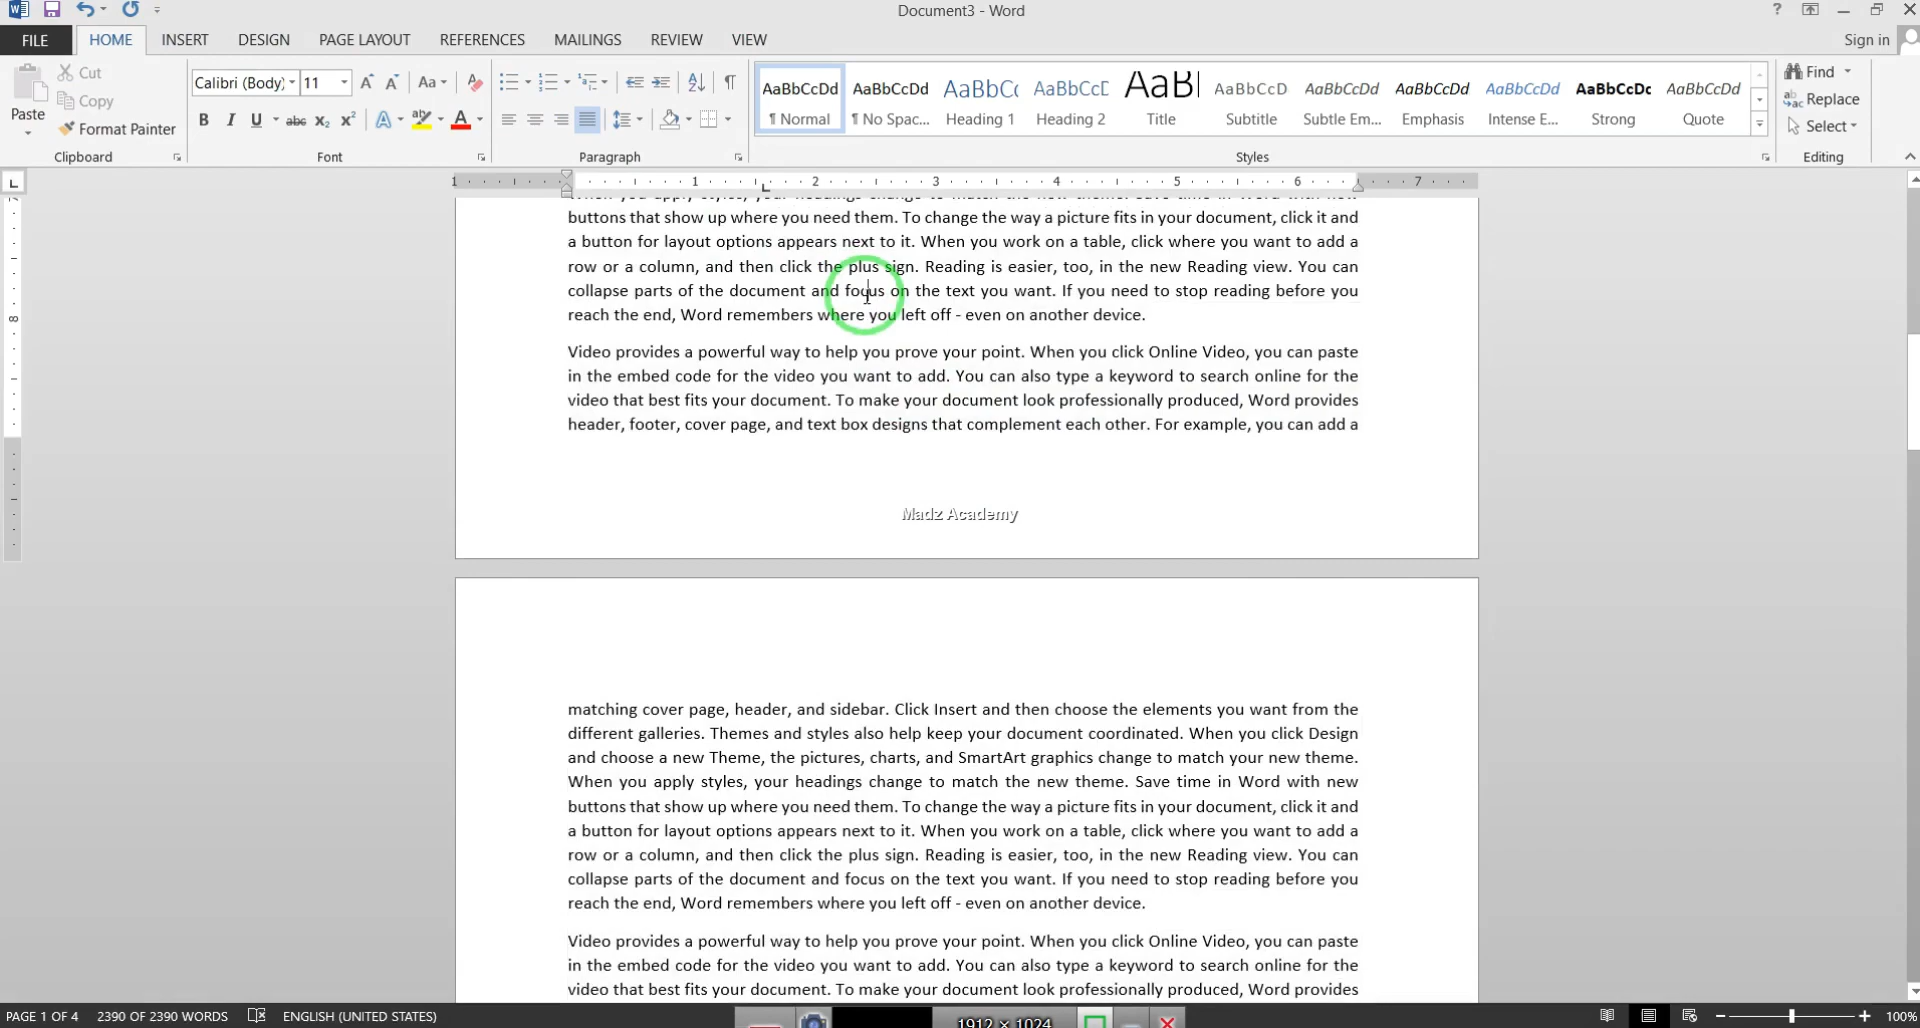 Document3 - Word
FILE HOME INSERT DESIGN PAGE LAYOUT REFERENCES MAILINGS REVIEW VIEW Sign in
Paste Cut Copy Format Painter
Calibri (Body) 11
AaBbCcDd AaBbCcDd AaBbCc AaBbCcD AaB AaBbCcD AaBbCcDd AaBbCcDd AaBbCcDd AaBbCcDc AaBbCcDd
¶ Normal ¶ No Spac... Heading 1 Heading 2 Title Subtitle Subtle Em... Emphasis Intense E... Strong Quote
Find
Replace
Select
Clipboard Font Paragraph Styles Editing
1 1 2 3 4 5 6 7
When you apply styles, your headings change to match the new theme. Save time in Word with new
buttons that show up where you need them. To change the way a picture fits in your document, click it and
a button for layout options appears next to it. When you work on a table, click where you want to add a
row or a column, and then click the plus sign. Reading is easier, too, in the new Reading view. You can
collapse parts of the document and focus on the text you want. If you need to stop reading before you
reach the end, Word remembers where you left off - even on another device.
Video provides a powerful way to help you prove your point. When you click Online Video, you can paste
in the embed code for the video you want to add. You can also type a keyword to search online for the
video that best fits your document. To make your document look professionally produced, Word provides
header, footer, cover page, and text box designs that complement each other. For example, you can add a
Madz Academy
matching cover page, header, and sidebar. Click Insert and then choose the elements you want from the
different galleries. Themes and styles also help keep your document coordinated. When you click Design
and choose a new Theme, the pictures, charts, and SmartArt graphics change to match your new theme.
When you apply styles, your headings change to match the new theme. Save time in Word with new
buttons that show up where you need them. To change the way a picture fits in your document, click it and
a button for layout options appears next to it. When you work on a table, click where you want to add a
row or a column, and then click the plus sign. Reading is easier, too, in the new Reading view. You can
collapse parts of the document and focus on the text you want. If you need to stop reading before you
reach the end, Word remembers where you left off - even on another device.
Video provides a powerful way to help you prove your point. When you click Online Video, you can paste
in the embed code for the video you want to add. You can also type a keyword to search online for the
video that best fits your document. To make your document look professionally produced, Word provides
PAGE 1 OF 4 2390 OF 2390 WORDS ENGLISH (UNITED STATES) 1912 × 1024 100%